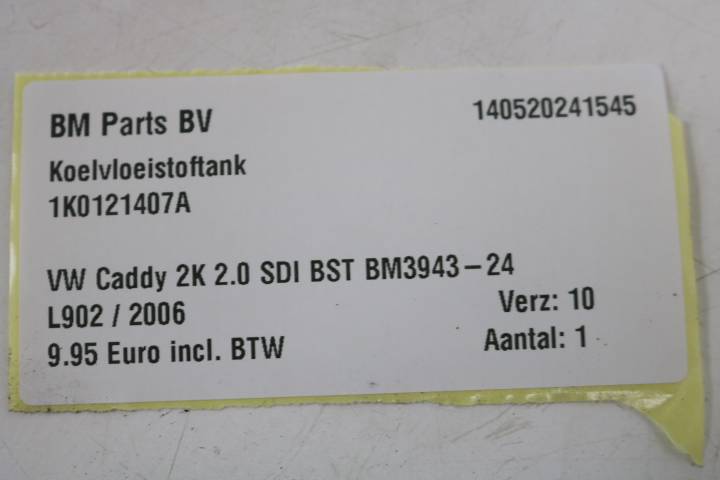 BM Parts BV 140520241545
Koelvloeistoftank
1K0121407A
VW Caddy 2K 2.0 SDI BST BM3943-24
L902 / 2006 Verz: 10
9.95 Euro incl. BTW Aantal: 1